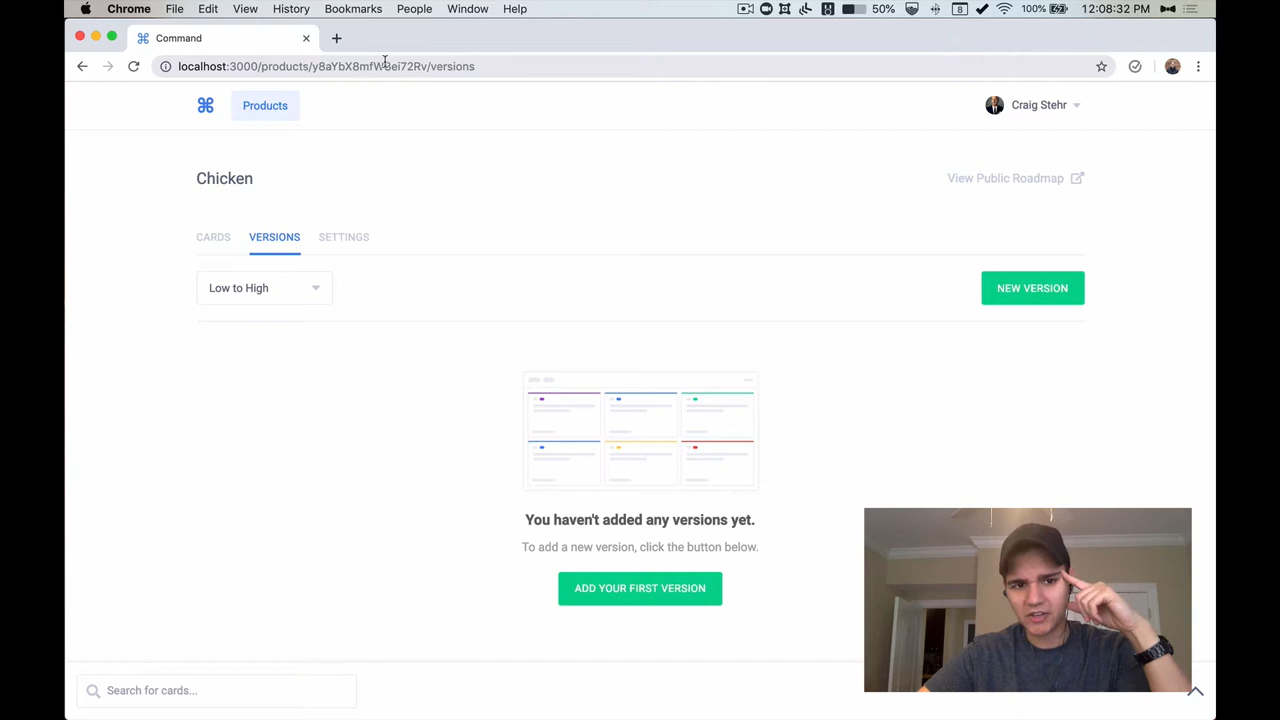 Chrome File Edit View History Bookmarks People Window Help 50% 8 100% 12:08:32 PM
Command
localhost:3000/products/y8aYbX8mfW3ei72Rv/versions
Products
Craig Stehr
Chicken
View Public Roadmap
CARDS VERSIONS SETTINGS
Low to High
NEW VERSION
You haven't added any versions yet.
To add a new version, click the button below.
ADD YOUR FIRST VERSION
Search for cards...